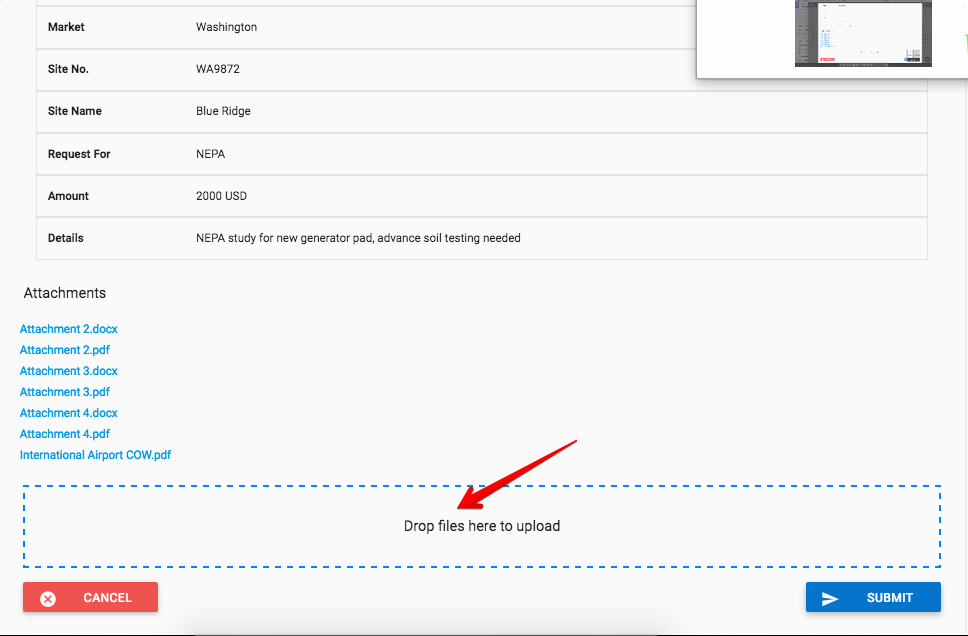 Market Washington
Site No. WA9872
Site Name Blue Ridge
Request For NEPA
Amount 2000 USD
Details NEPA study for new generator pad, advance soil testing needed
Attachments
Attachment 2.docx
Attachment 2.pdf
Attachment 3.docx
Attachment 3.pdf
Attachment 4.docx
Attachment 4.pdf
International Airport COW.pdf
Drop files here to upload
CANCEL SUBMIT